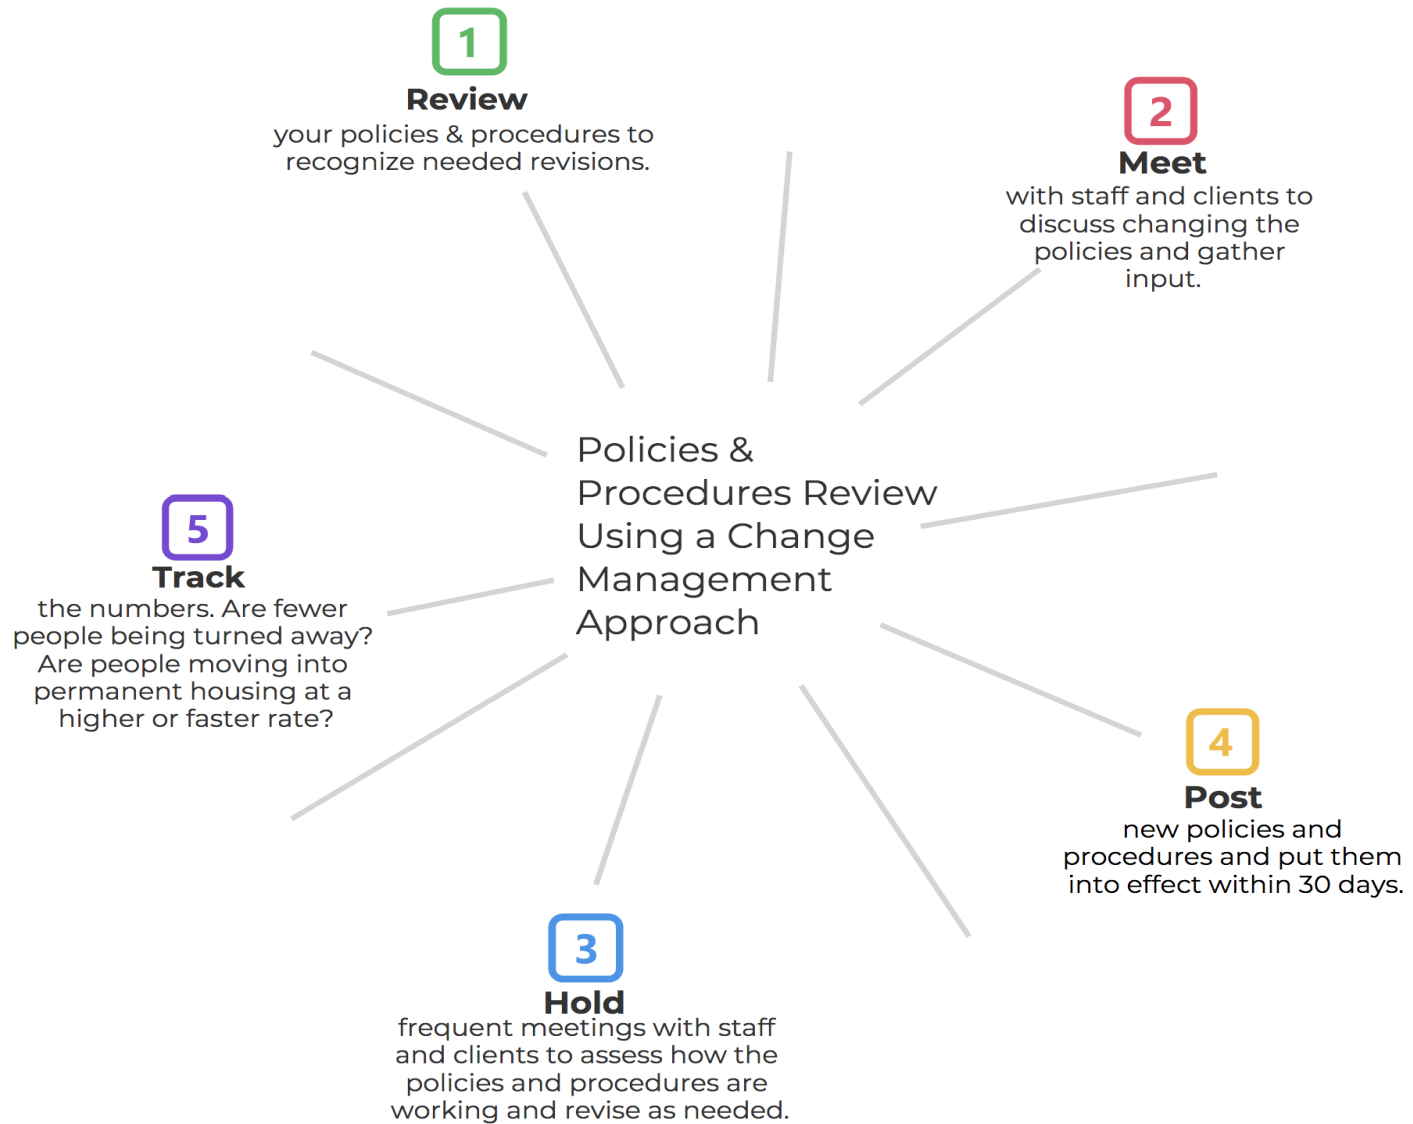 1
Review
your policies & procedures to
recognize needed revisions.
2
Meet
with staff and clients to
discuss changing the
policies and gather
input.
Policies &
Procedures Review
Using a Change
Management
Approach
5
Track
the numbers. Are fewer
people being turned away?
Are people moving into
permanent housing at a
higher or faster rate?
4
Post
new policies and
procedures and put them
into effect within 30 days.
3
Hold
frequent meetings with staff
and clients to assess how the
policies and procedures are
working and revise as needed.